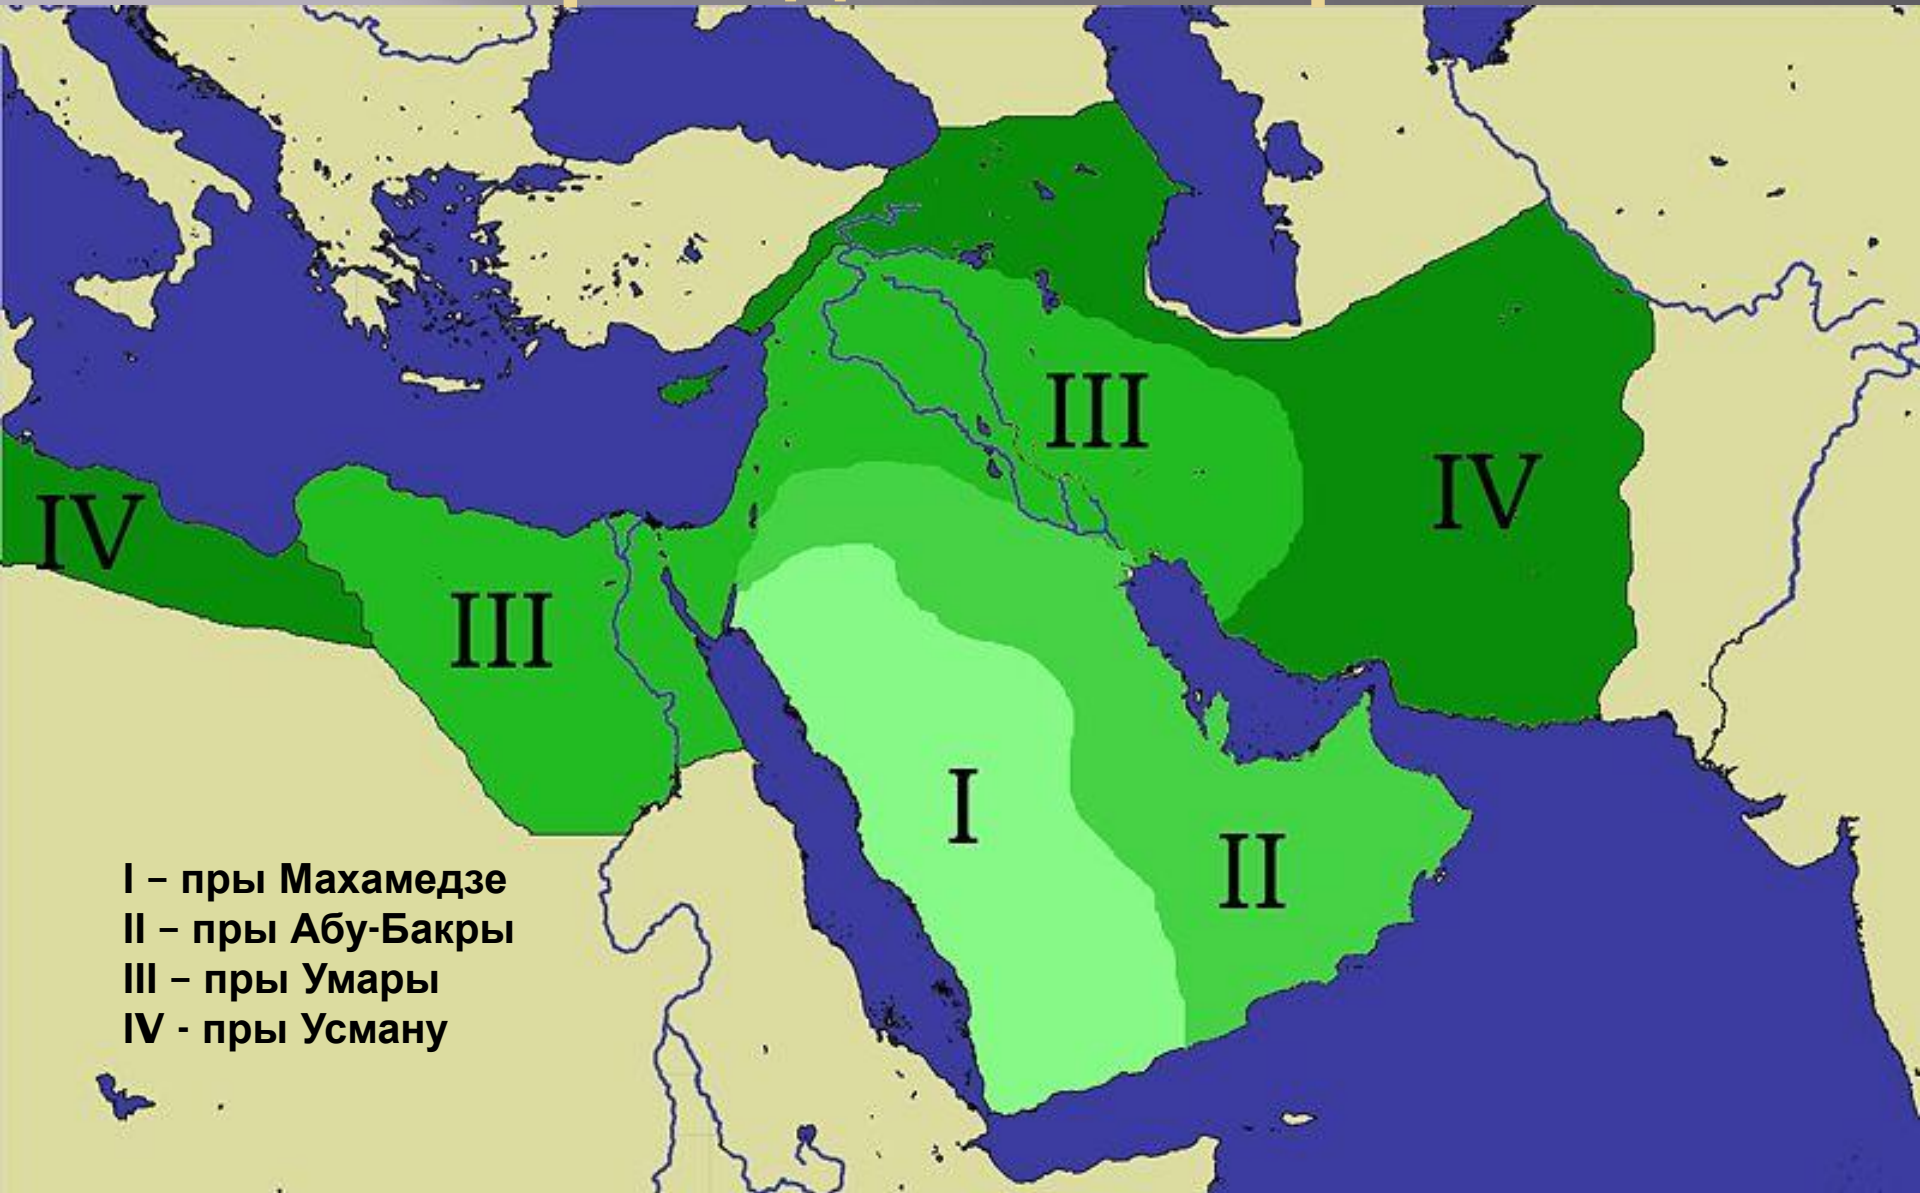 III
IV
IV
III
I
II
I – пры Махамедзе
II – пры Абу-Бакры
III – пры Умары
IV - пры Усману